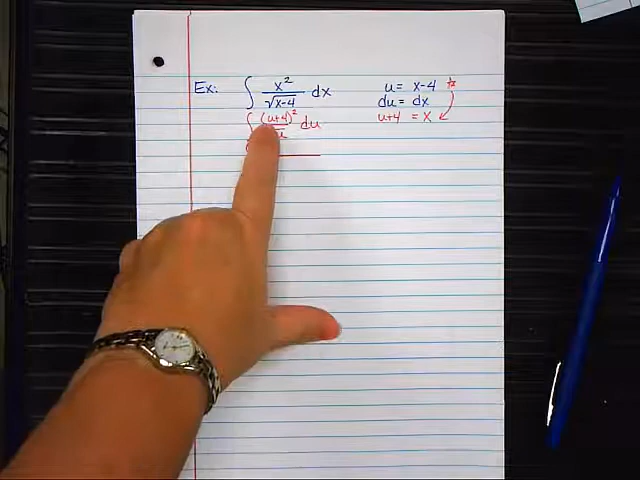 Ex: ∫ x² / √x-4 dx
u = x-4
du = dx
∫ (u+4)² / √u du
u+4 = x